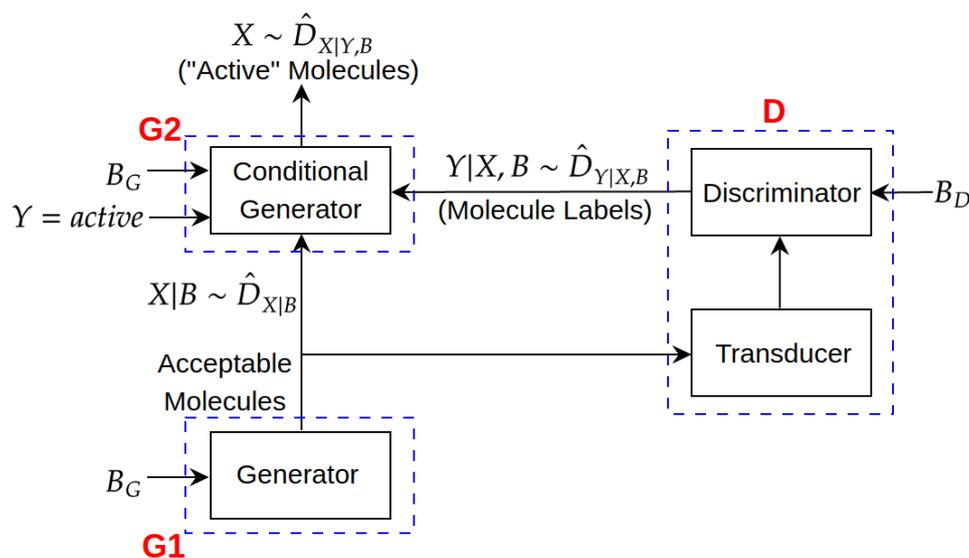 X ~ D̂_{X|Y,B}
("Active" Molecules)
G2
D
B_G
Conditional
Generator
Y = active
Y|X, B ~ D̂_{Y|X,B}
(Molecule Labels)
Discriminator
B_D
X|B ~ D̂_{X|B}
Acceptable
Molecules
Transducer
B_G
Generator
G1